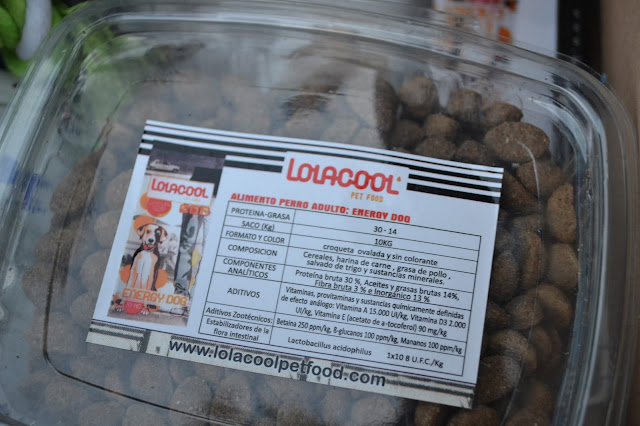 LOLACOOL
PET FOOD
ALIMENTO PERRO ADULTO: ENERGY DOG
PROTEINA-GRASA 30 - 14
SACO (Kg) 10KG
FORMATO Y COLOR croqueta ovalada y sin colorante
COMPOSICION Cereales, harina de carne , grasa de pollo ,
salvado de trigo y sustancias minerales.
COMPONENTES
ANALÍTICOS
Proteína bruta 30 %, Aceites y grasas brutas 14%,
Fibra bruta 3 % e Inorgánico 13 %
ADITIVOS
Vitaminas, provitaminas y sustancias químicamente definidas
de efecto análogo: Vitamina A 15.000 UI/kg, Vitamina D3 2.000
UI/kg, Vitamina E (acetato de a-tocoferol) 90 mg/kg
Aditivos Zootécnicos: Betaina 250 ppm/kg, β-glucanos 100 ppm/kg, Mananos 100 ppm/kg
Estabilizadores de la
flora intestinal
Lactobacillus acidophilus 1x10 8 U.F.C./Kg
www.lolacoolpetfood.com
LOLACOOL
ENERGY DOG